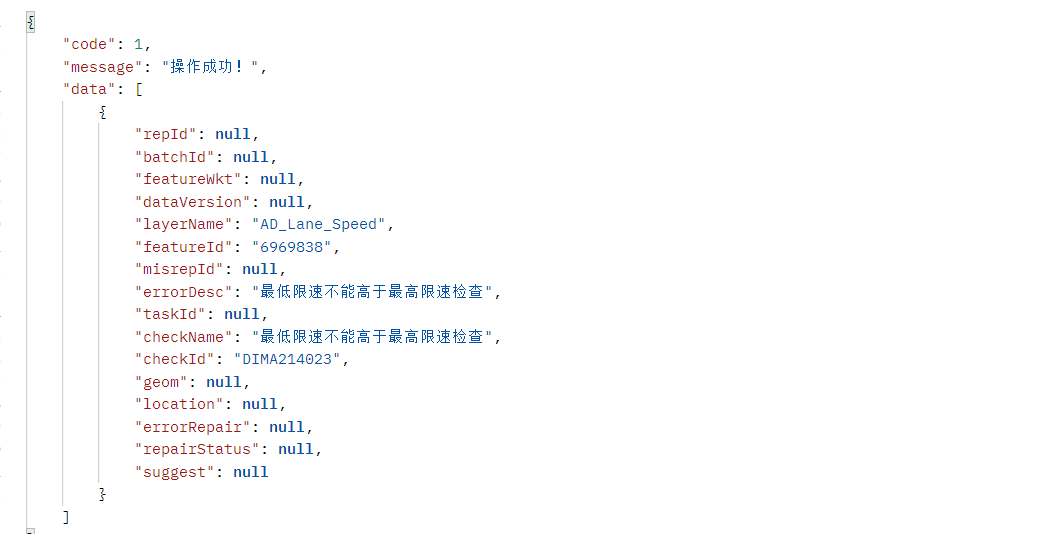 {
"code": 1,
"message": "操作成功！",
"data": [
{
"repId": null,
"batchId": null,
"featureWkt": null,
"dataVersion": null,
"layerName": "AD_Lane_Speed",
"featureId": "6969838",
"misrepId": null,
"errorDesc": "最低限速不能高于最高限速检查",
"taskId": null,
"checkName": "最低限速不能高于最高限速检查",
"checkId": "DIMA214023",
"geom": null,
"location": null,
"errorRepair": null,
"repairStatus": null,
"suggest": null
}
]